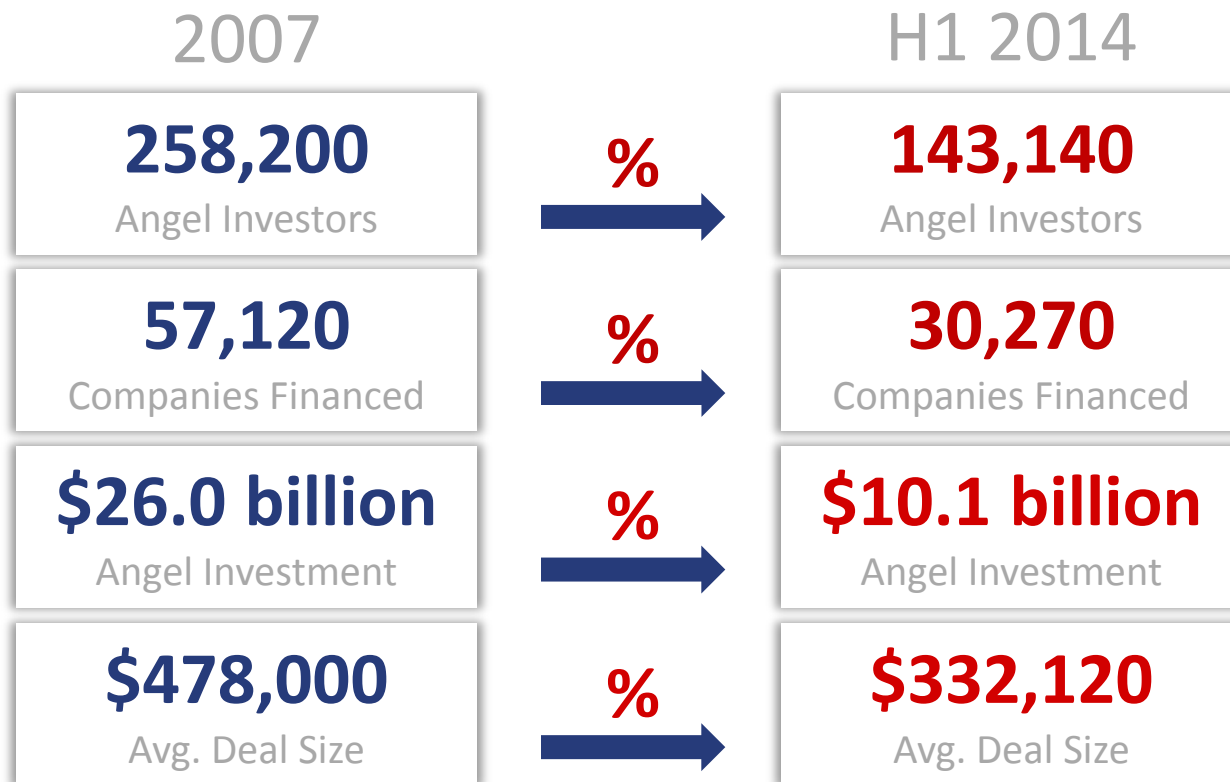 2007
H1 2014
258,200
Angel Investors
%
143,140
Angel Investors
57,120
Companies Financed
%
30,270
Companies Financed
$26.0 billion
Angel Investment
%
$10.1 billion
Angel Investment
$478,000
Avg. Deal Size
%
$332,120
Avg. Deal Size